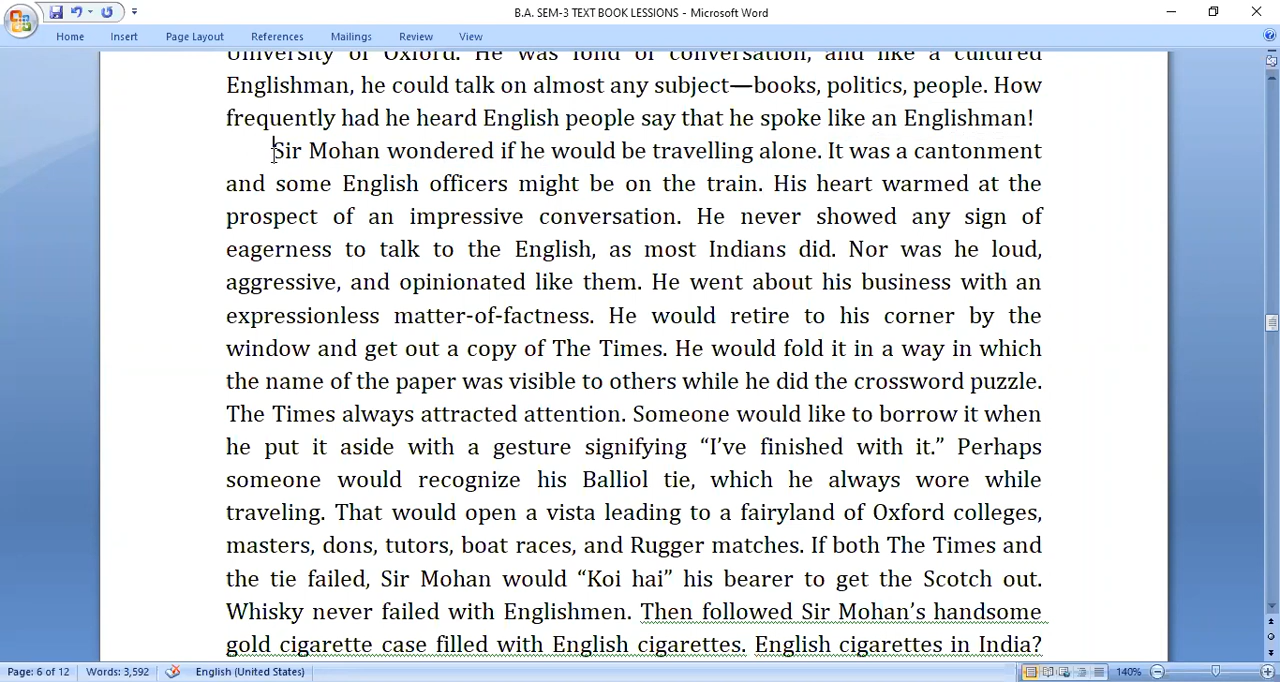 B.A. SEM-3 TEXT BOOK LESSIONS - Microsoft Word
Home Insert Page Layout References Mailings Review View
University of Oxford. He was fond of conversation, and like a cultured
Englishman, he could talk on almost any subject—books, politics, people. How
frequently had he heard English people say that he spoke like an Englishman!
Sir Mohan wondered if he would be travelling alone. It was a cantonment
and some English officers might be on the train. His heart warmed at the
prospect of an impressive conversation. He never showed any sign of
eagerness to talk to the English, as most Indians did. Nor was he loud,
aggressive, and opinionated like them. He went about his business with an
expressionless matter-of-factness. He would retire to his corner by the
window and get out a copy of The Times. He would fold it in a way in which
the name of the paper was visible to others while he did the crossword puzzle.
The Times always attracted attention. Someone would like to borrow it when
he put it aside with a gesture signifying “I’ve finished with it.” Perhaps
someone would recognize his Balliol tie, which he always wore while
traveling. That would open a vista leading to a fairyland of Oxford colleges,
masters, dons, tutors, boat races, and Rugger matches. If both The Times and
the tie failed, Sir Mohan would “Koi hai” his bearer to get the Scotch out.
Whisky never failed with Englishmen. Then followed Sir Mohan’s handsome
gold cigarette case filled with English cigarettes. English cigarettes in India?
Page: 6 of 12 Words: 3,592 English (United States) 140%